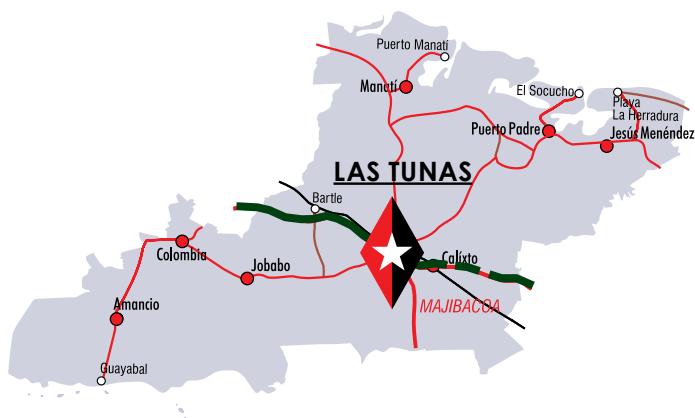 Puerto Manatí
Manatí
El Socucho
Playa
La Herradura
Puerto Padre
Jesús Menéndez
LAS TUNAS
Bartle
Colombia
Calíxto
Jobabo
MAJIBACOA
Amancio
Guayabal